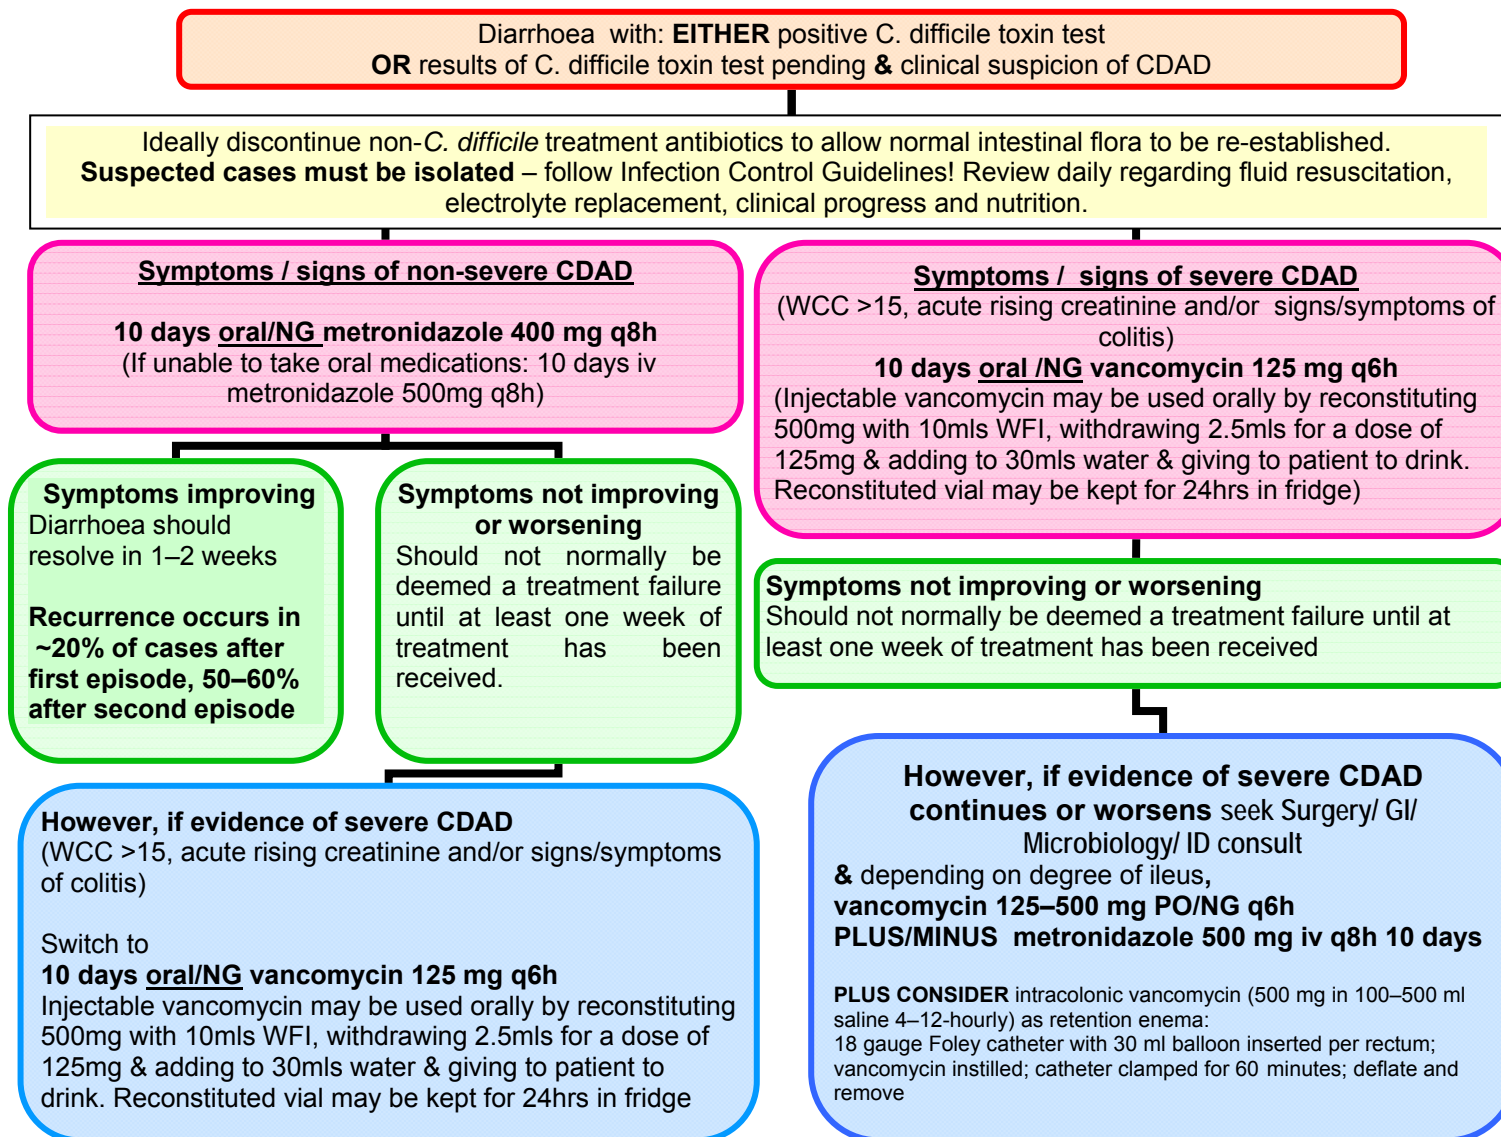 Diarrhoea with: EITHER positive C. difficile toxin test
OR results of C. difficile toxin test pending & clinical suspicion of CDAD
Ideally discontinue non-C. difficile treatment antibiotics to allow normal intestinal flora to be re-established.
Suspected cases must be isolated – follow Infection Control Guidelines! Review daily regarding fluid resuscitation,
electrolyte replacement, clinical progress and nutrition.
Symptoms / signs of non-severe CDAD
10 days oral/NG metronidazole 400 mg q8h
(If unable to take oral medications: 10 days iv
metronidazole 500mg q8h)
Symptoms / signs of severe CDAD
(WCC >15, acute rising creatinine and/or signs/symptoms of
colitis)
10 days oral /NG vancomycin 125 mg q6h
(Injectable vancomycin may be used orally by reconstituting
500mg with 10mls WFI, withdrawing 2.5mls for a dose of
125mg & adding to 30mls water & giving to patient to drink.
Reconstituted vial may be kept for 24hrs in fridge)
Symptoms improving
Diarrhoea should
resolve in 1–2 weeks
Recurrence occurs in
~20% of cases after
first episode, 50–60%
after second episode
Symptoms not improving
or worsening
Should not normally be
deemed a treatment failure
until at least one week of
treatment has been
received.
Symptoms not improving or worsening
Should not normally be deemed a treatment failure until at
least one week of treatment has been received
However, if evidence of severe CDAD
(WCC >15, acute rising creatinine and/or signs/symptoms
of colitis)
Switch to
10 days oral/NG vancomycin 125 mg q6h
Injectable vancomycin may be used orally by reconstituting
500mg with 10mls WFI, withdrawing 2.5mls for a dose of
125mg & adding to 30mls water & giving to patient to
drink. Reconstituted vial may be kept for 24hrs in fridge
However, if evidence of severe CDAD
continues or worsens seek Surgery/ GI/
Microbiology/ ID consult
& depending on degree of ileus,
vancomycin 125–500 mg PO/NG q6h
PLUS/MINUS metronidazole 500 mg iv q8h 10 days
PLUS CONSIDER intracolonic vancomycin (500 mg in 100–500 ml
saline 4–12-hourly) as retention enema:
18 gauge Foley catheter with 30 ml balloon inserted per rectum;
vancomycin instilled; catheter clamped for 60 minutes; deflate and
remove